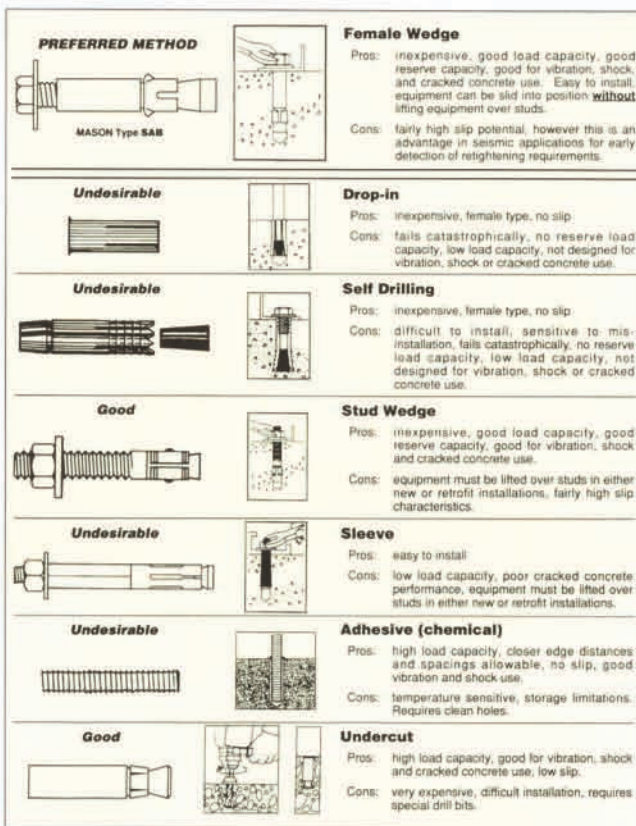 PREFERRED METHOD
MASON Type SAB
Female Wedge
Pros: inexpensive, good load capacity, good
reserve capacity, good for vibration, shock,
and cracked concrete use. Easy to install,
equipment can be slid into position without
lifting equipment over studs.
Cons: fairly high slip potential, however this is an
advantage in seismic applications for early
detection of retightening requirements.
Undesirable
Drop-in
Pros: inexpensive, female type, no slip
Cons: fails catastrophically, no reserve load
capacity, low load capacity, not designed for
vibration, shock or cracked concrete use.
Undesirable
Self Drilling
Pros: inexpensive, female type, no slip
Cons: difficult to install, sensitive to mis-
installation, fails catastrophically, no reserve
load capacity, low load capacity, not
designed for vibration, shock or cracked
concrete use.
Good
Stud Wedge
Pros: inexpensive, good load capacity, good
reserve capacity, good for vibration, shock
and cracked concrete use.
Cons: equipment must be lifted over studs in either
new or retrofit installations, fairly high slip
characteristics.
Undesirable
Sleeve
Pros: easy to install
Cons: low load capacity, poor cracked concrete
performance, equipment must be lifted over
studs in either new or retrofit installations.
Undesirable
Adhesive (chemical)
Pros: high load capacity, closer edge distances
and spacings allowable, no slip, good
vibration and shock use.
Cons: temperature sensitive, storage limitations.
Requires clean holes.
Good
Undercut
Pros: high load capacity, good for vibration, shock
and cracked concrete use, low slip.
Cons: very expensive, difficult installation, requires
special drill bits.